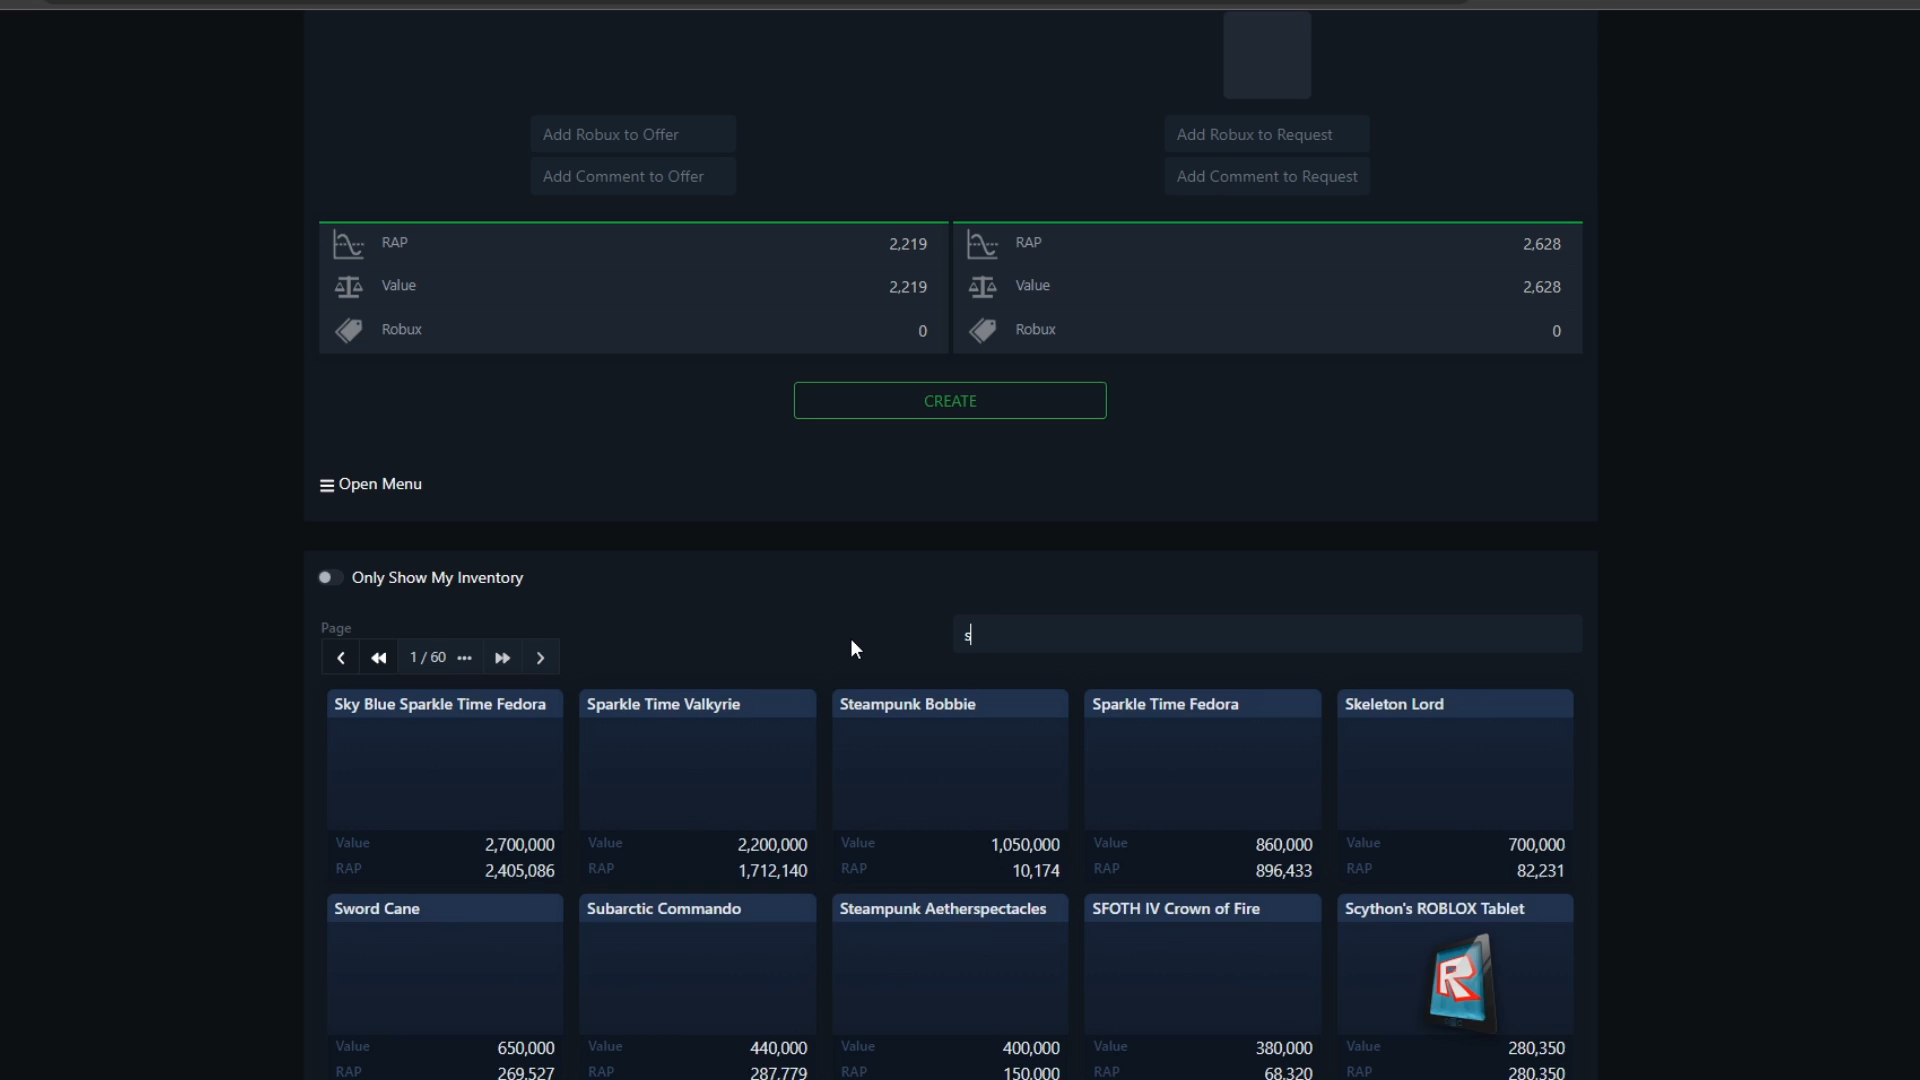 Add Robux to Offer
Add Robux to Request
Add Comment to Offer
Add Comment to Request
RAP 2,219
RAP 2,628
Value 2,219
Value 2,628
Robux 0
Robux 0
CREATE
Open Menu
Only Show My Inventory
Page
1 / 60 •••
s
Sky Blue Sparkle Time Fedora
Sparkle Time Valkyrie
Steampunk Bobbie
Sparkle Time Fedora
Skeleton Lord
Value 2,700,000
Value 2,200,000
Value 1,050,000
Value 860,000
Value 700,000
RAP 2,405,086
RAP 1,712,140
RAP 10,174
RAP 896,433
RAP 82,231
Sword Cane
Subarctic Commando
Steampunk Aetherspectacles
SFOTH IV Crown of Fire
Scython's ROBLOX Tablet
R
Value 650,000
Value 440,000
Value 400,000
Value 380,000
Value 280,350
RAP 269,527
RAP 287,779
RAP 150,000
RAP 68,320
RAP 280,350